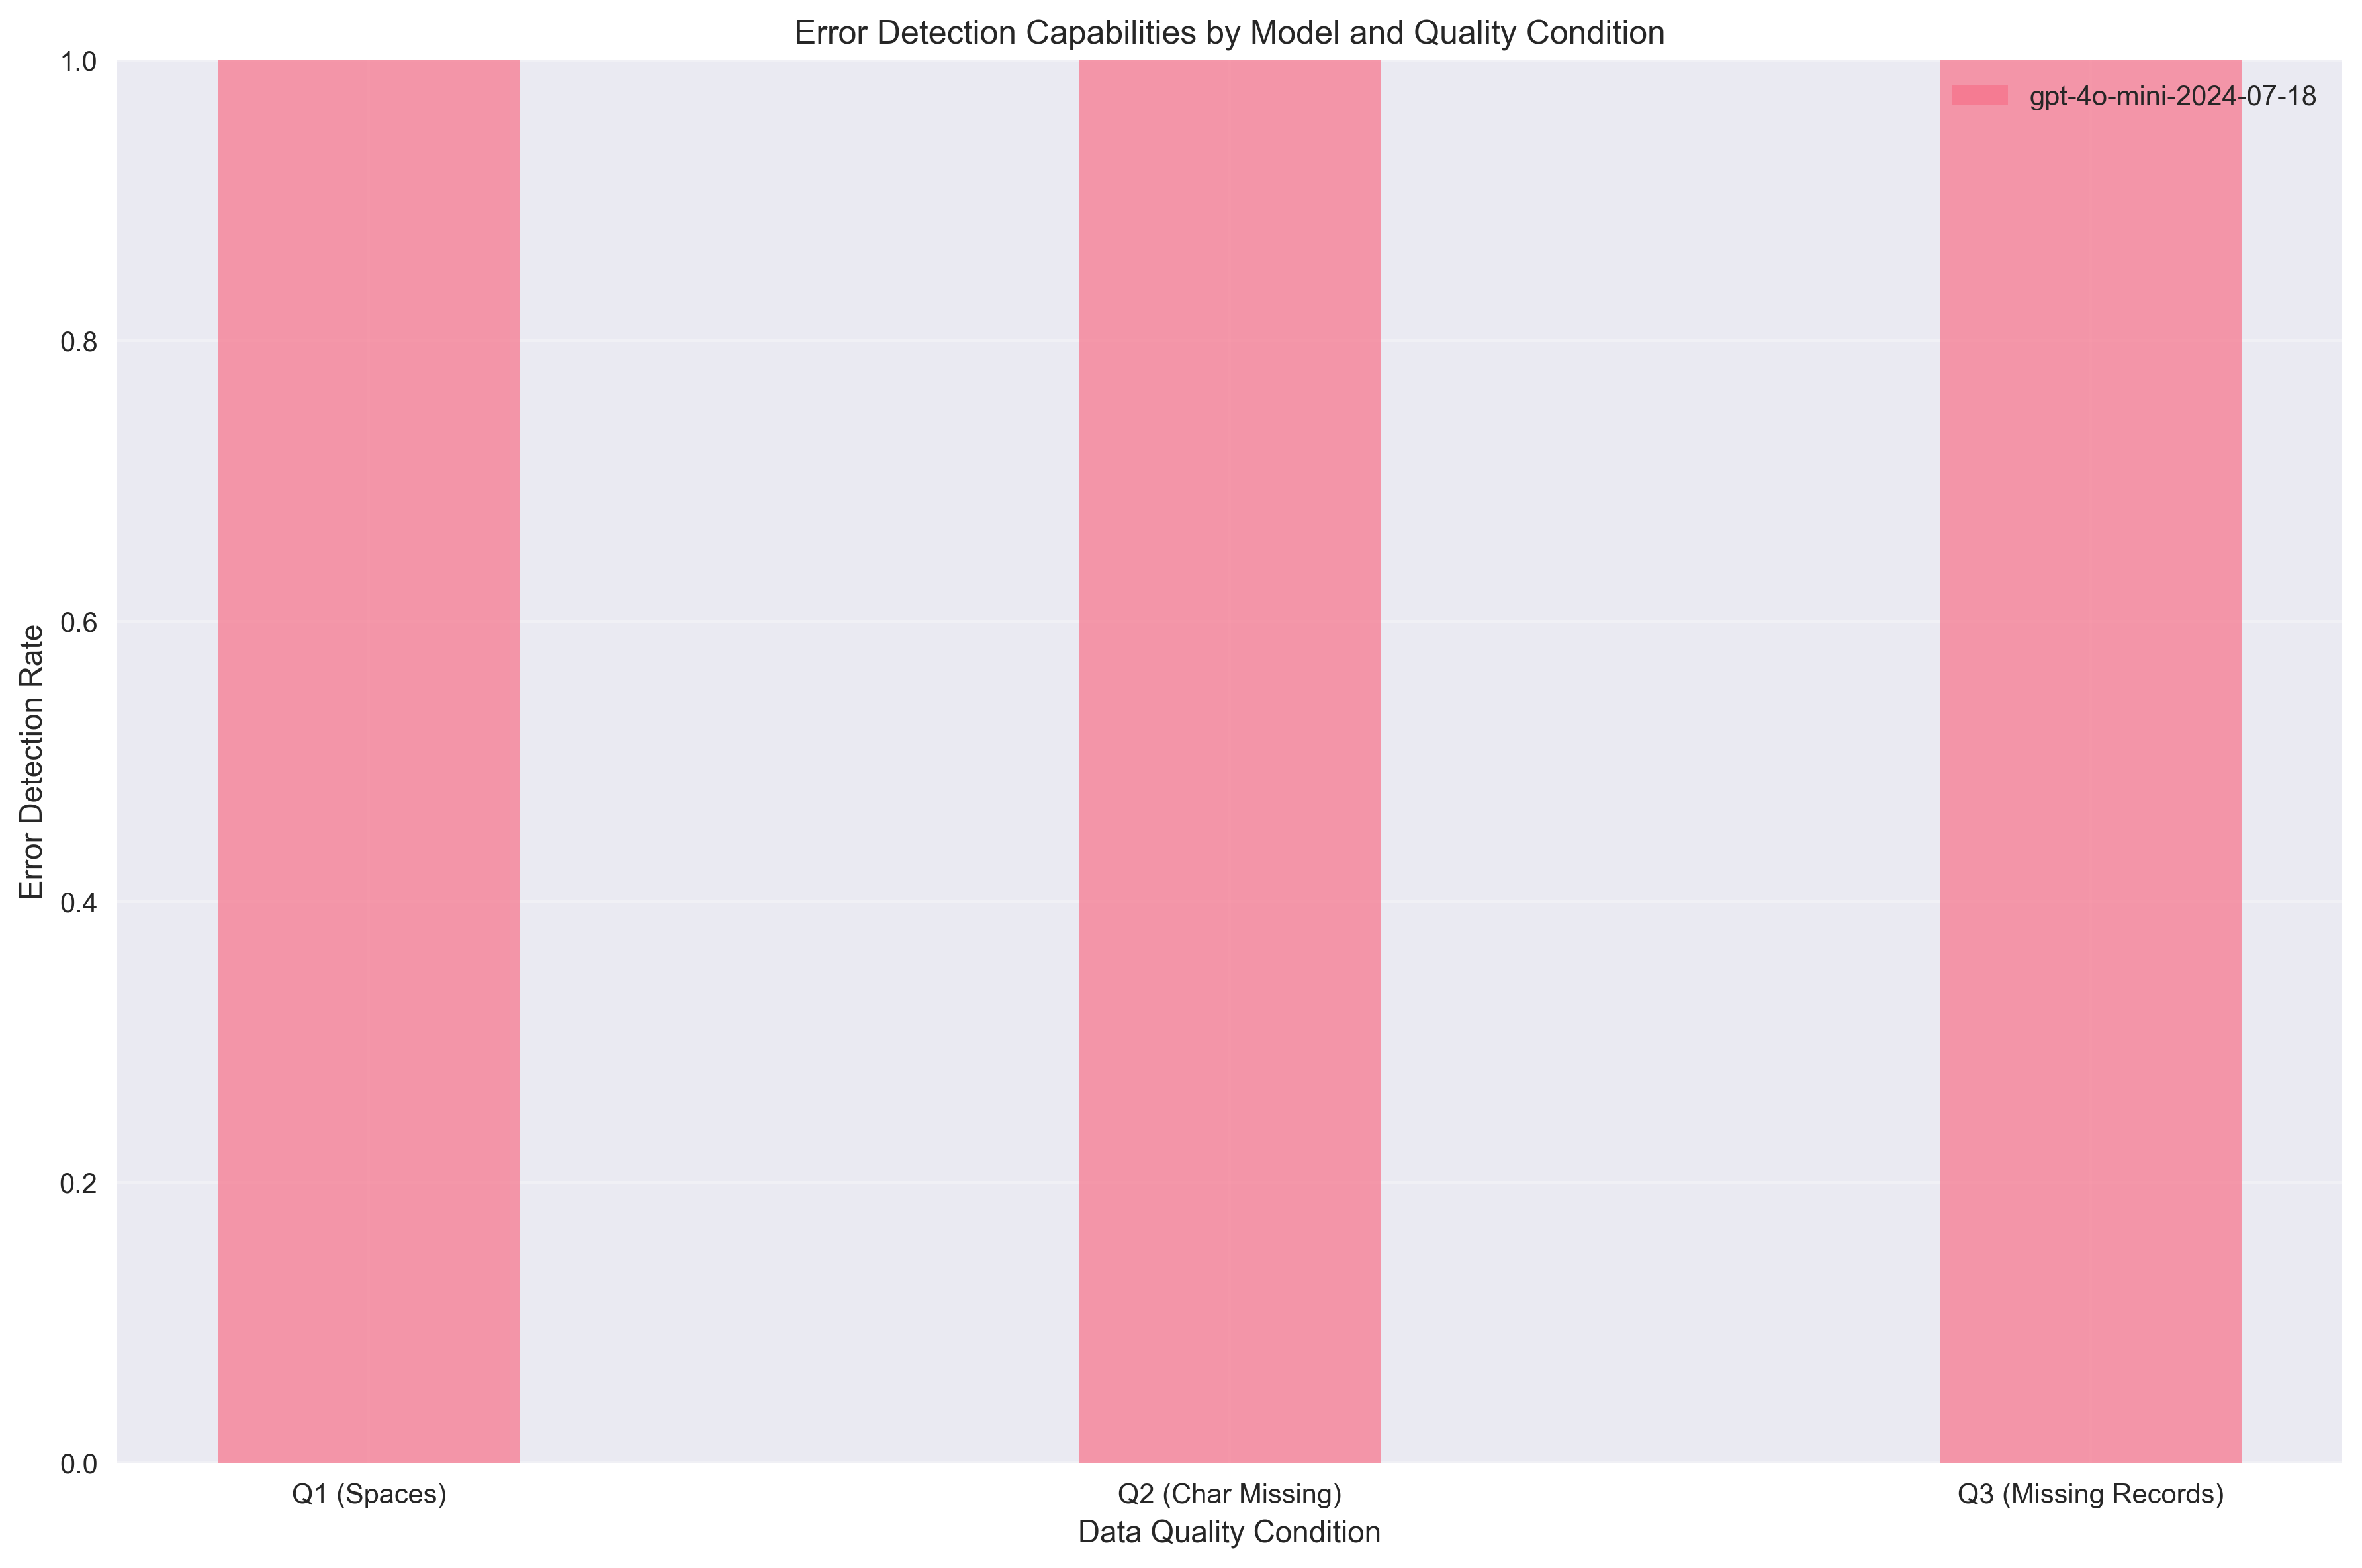 Error Detection Capabilities by Model and Quality Condition
gpt-4o-mini-2024-07-18
Error Detection Rate
1.0
0.8
0.6
0.4
0.2
0.0
Q1 (Spaces)
Q2 (Char Missing)
Q3 (Missing Records)
Data Quality Condition